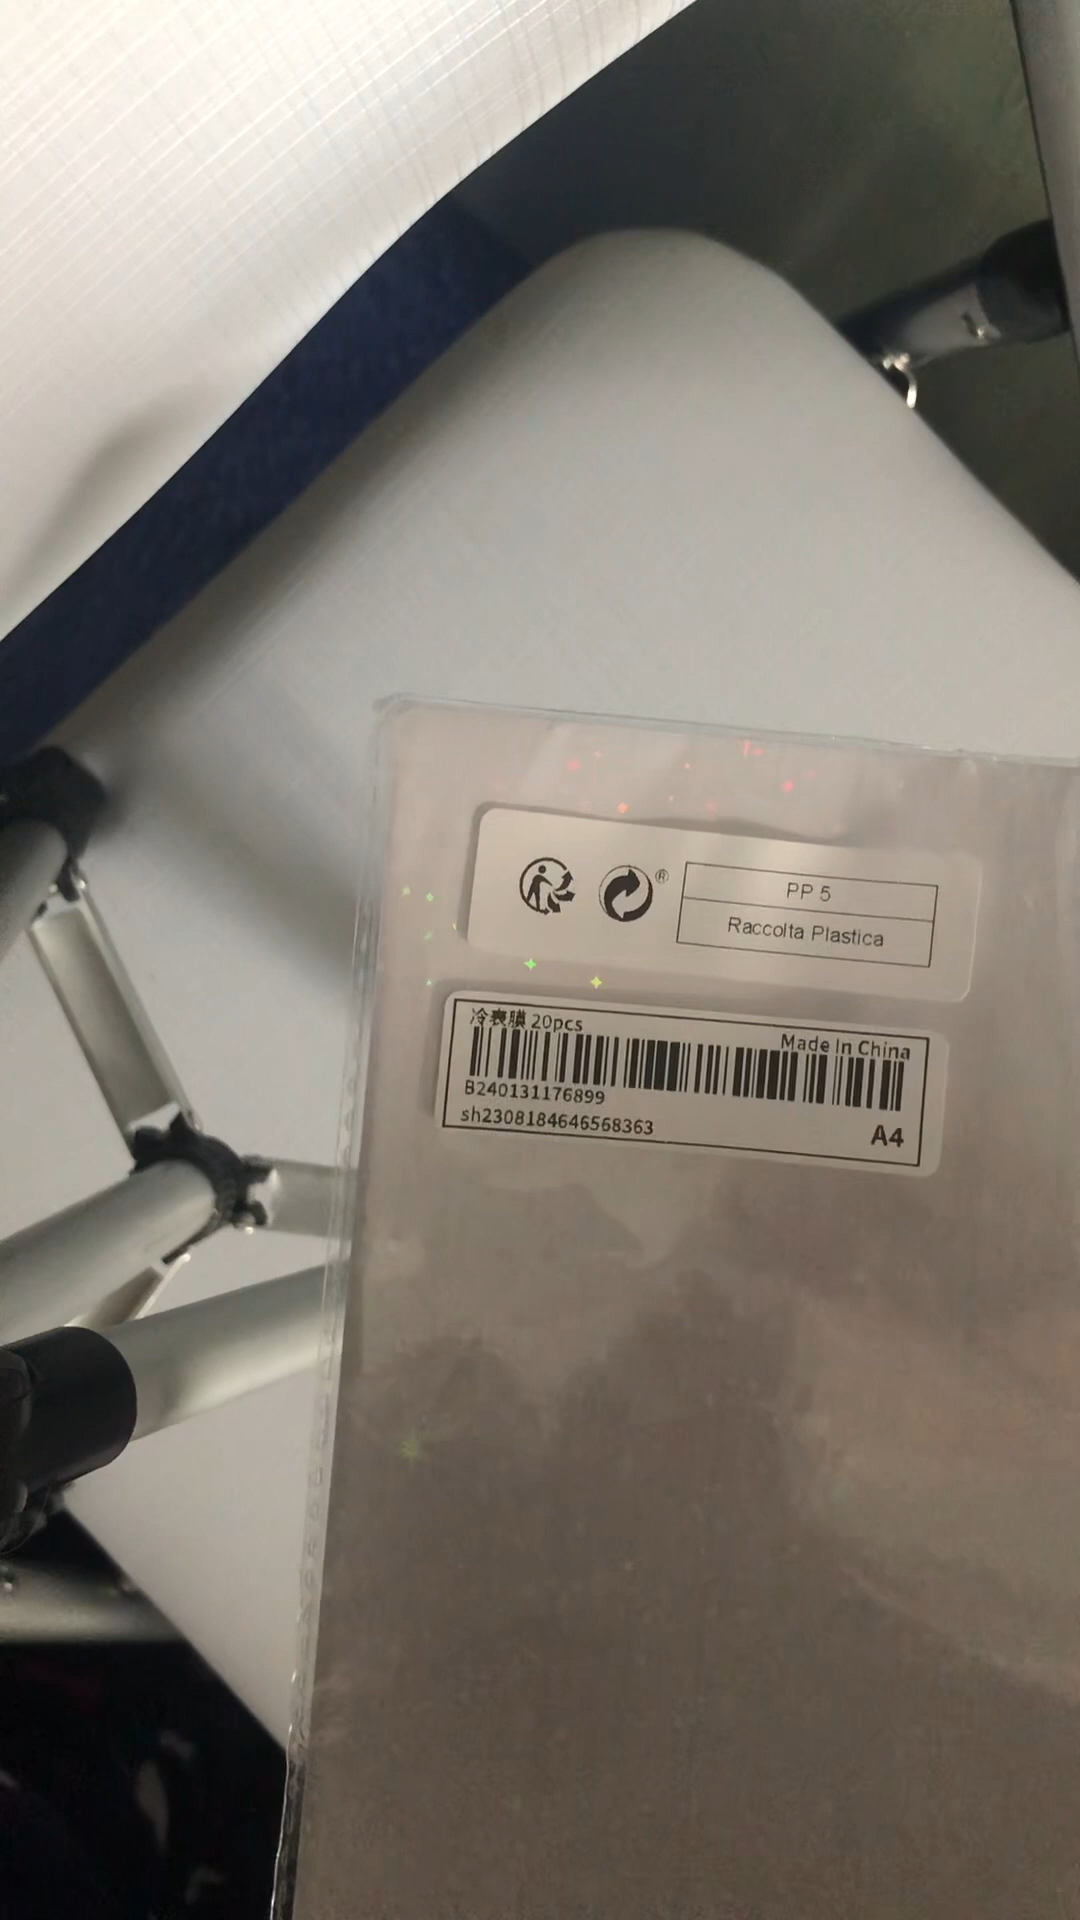 ®
PP 5
Raccolta Plastica
冷裱膜 20pcs
Made In China
B240131176899
sh2308184646568363
A4